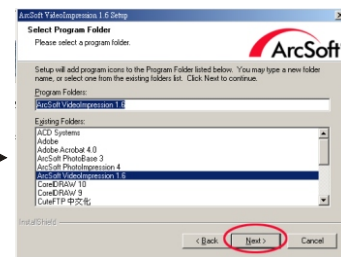 ArcSoft VideoImpression 1.6 Setup
Select Program Folder
Please select a program folder.
ArcSoft
Setup will add program icons to the Program Folder listed below. You may type a new folder
name, or select one from the existing folders list. Click Next to continue.
Program Folders:
ArcSoft VideoImpression 1.6
Existing Folders:
ACD Systems
Adobe
Adobe Acrobat 4.0
ArcSoft PhotoBase 3
ArcSoft PhotoImpression 4
ArcSoft VideoImpression 1.6
CorelDRAW 10
CorelDRAW 9
CuteFTP 中文化
InstallShield
< Back
Next >
Cancel